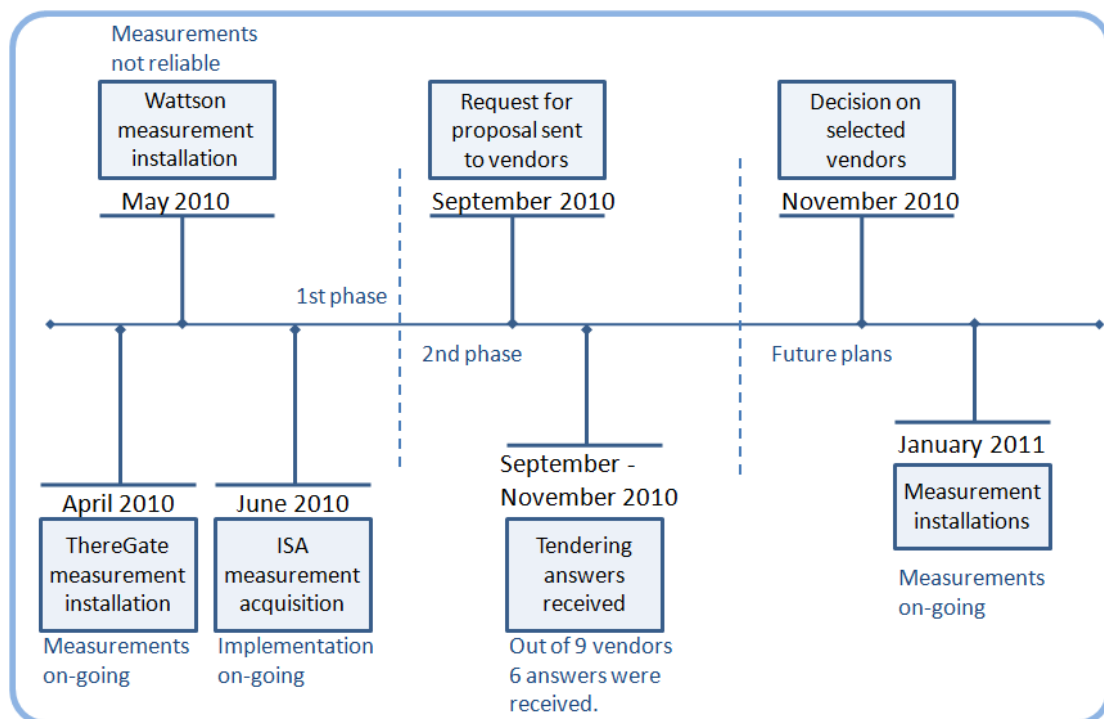 Measurements
not reliable
Wattson
measurement
installation
May 2010
Request for
proposal sent
to vendors
September 2010
Decision on
selected
vendors
November 2010
1st phase
2nd phase
Future plans
April 2010
ThereGate
measurement
installation
Measurements
on-going
June 2010
ISA
measurement
acquisition
Implementation
on-going
September -
November 2010
Tendering
answers
received
Out of 9 vendors
6 answers were
received.
January 2011
Measurement
installations
Measurements
on-going